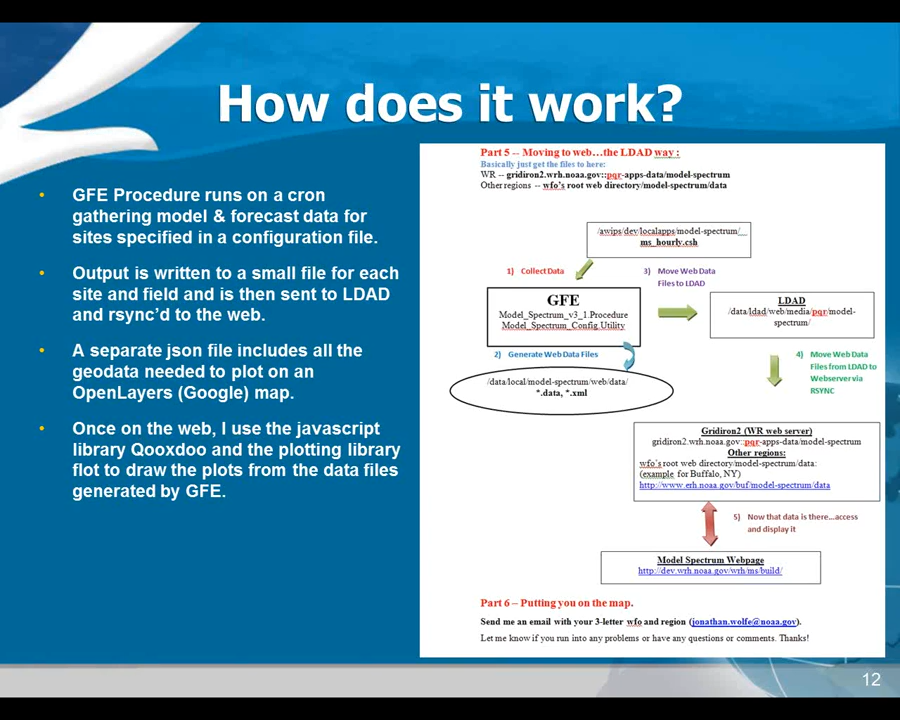 How does it work?
• GFE Procedure runs on a cron
gathering model & forecast data for
sites specified in a configuration file.
• Output is written to a small file for each
site and field and is then sent to LDAD
and rsync'd to the web.
• A separate json file includes all the
geodata needed to plot on an
OpenLayers (Google) map.
• Once on the web, I use the javascript
library Qooxdoo and the plotting library
flot to draw the plots from the data files
generated by GFE.
Part 5 -- Moving to web…the LDAD way :
Basically just get the files to here:
WR -- gridiron2.wrh.noaa.gov::pqr-apps-data/model-spectrum
Other regions -- wfo's root web directory/model-spectrum/data
/awips/dev/localapps/model-spectrum/
ms_hourly.csh
1) Collect Data
3) Move Web Data
Files to LDAD
GFE
Model_Spectrum_v3_1.Procedure
Model_Spectrum_Config.Utility
LDAD
/data/ldad/web/media/pqr/model-
spectrum/
2) Generate Web Data Files
4) Move Web Data
Files from LDAD to
Webserver via
RSYNC
/data/local/model-spectrum/web/data/
*.data, *.xml
Gridiron2 (WR web server)
gridiron2.wrh.noaa.gov::pqr-apps-data/model-spectrum
Other regions:
wfo's root web directory/model-spectrum/data:
(example for Buffalo, NY)
http://www.erh.noaa.gov/buf/model-spectrum/data
5) Now that data is there…access
and display it
Model Spectrum Webpage
http://dev.wrh.noaa.gov/wrh/ms/build/
Part 6 – Putting you on the map.
Send me an email with your 3-letter wfo and region (jonathan.wolfe@noaa.gov).
Let me know if you run into any problems or have any questions or comments. Thanks!
12